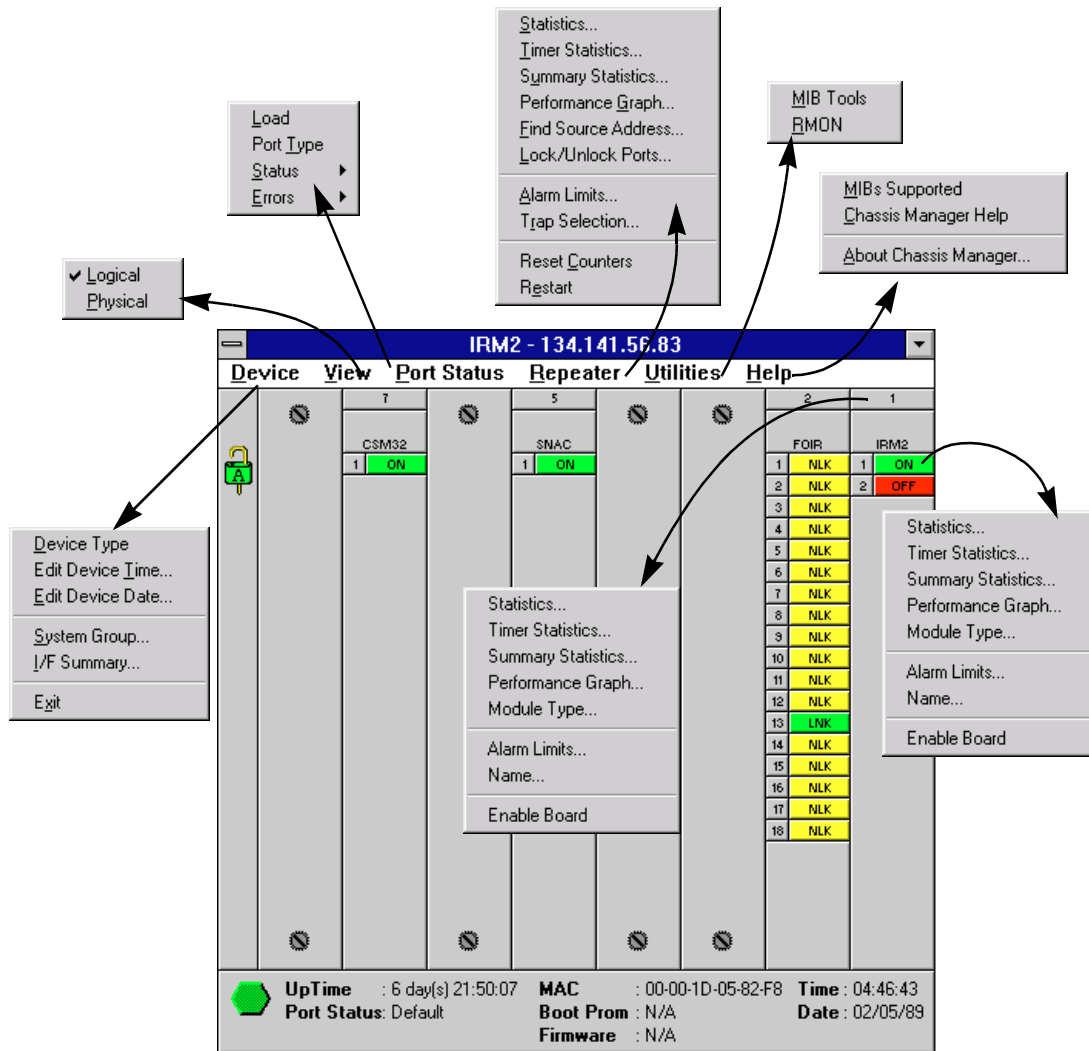 Statistics...
Timer Statistics...
Summary Statistics...
Performance Graph...
Find Source Address...
Lock/Unlock Ports...
Alarm Limits...
Trap Selection...
Reset Counters
Restart
MIB Tools
RMON
Load
Port Type
Status
Errors
MIBs Supported
Chassis Manager Help
About Chassis Manager...
Logical
Physical
IRM2 - 134.141.56.83
Device View Port Status Repeater Utilities Help
7 5 2 1
A
CSM32
1 ON
SNAC
1 ON
FOIR
1 NLK
2 NLK
3 NLK
4 NLK
5 NLK
6 NLK
7 NLK
8 NLK
9 NLK
10 NLK
11 NLK
12 NLK
13 LNK
14 NLK
15 NLK
16 NLK
17 NLK
18 NLK
IRM2
1 ON
2 OFF
Device Type
Edit Device Time...
Edit Device Date...
System Group...
I/F Summary...
Exit
Statistics...
Timer Statistics...
Summary Statistics...
Performance Graph...
Module Type...
Alarm Limits...
Name...
Enable Board
Statistics...
Timer Statistics...
Summary Statistics...
Performance Graph...
Module Type...
Alarm Limits...
Name...
Enable Board
UpTime : 6 day(s) 21:50:07 MAC : 00-00-1D-05-82-F8 Time : 04:46:43
Port Status: Default Boot Prom : N/A Date : 02/05/89
Firmware : N/A